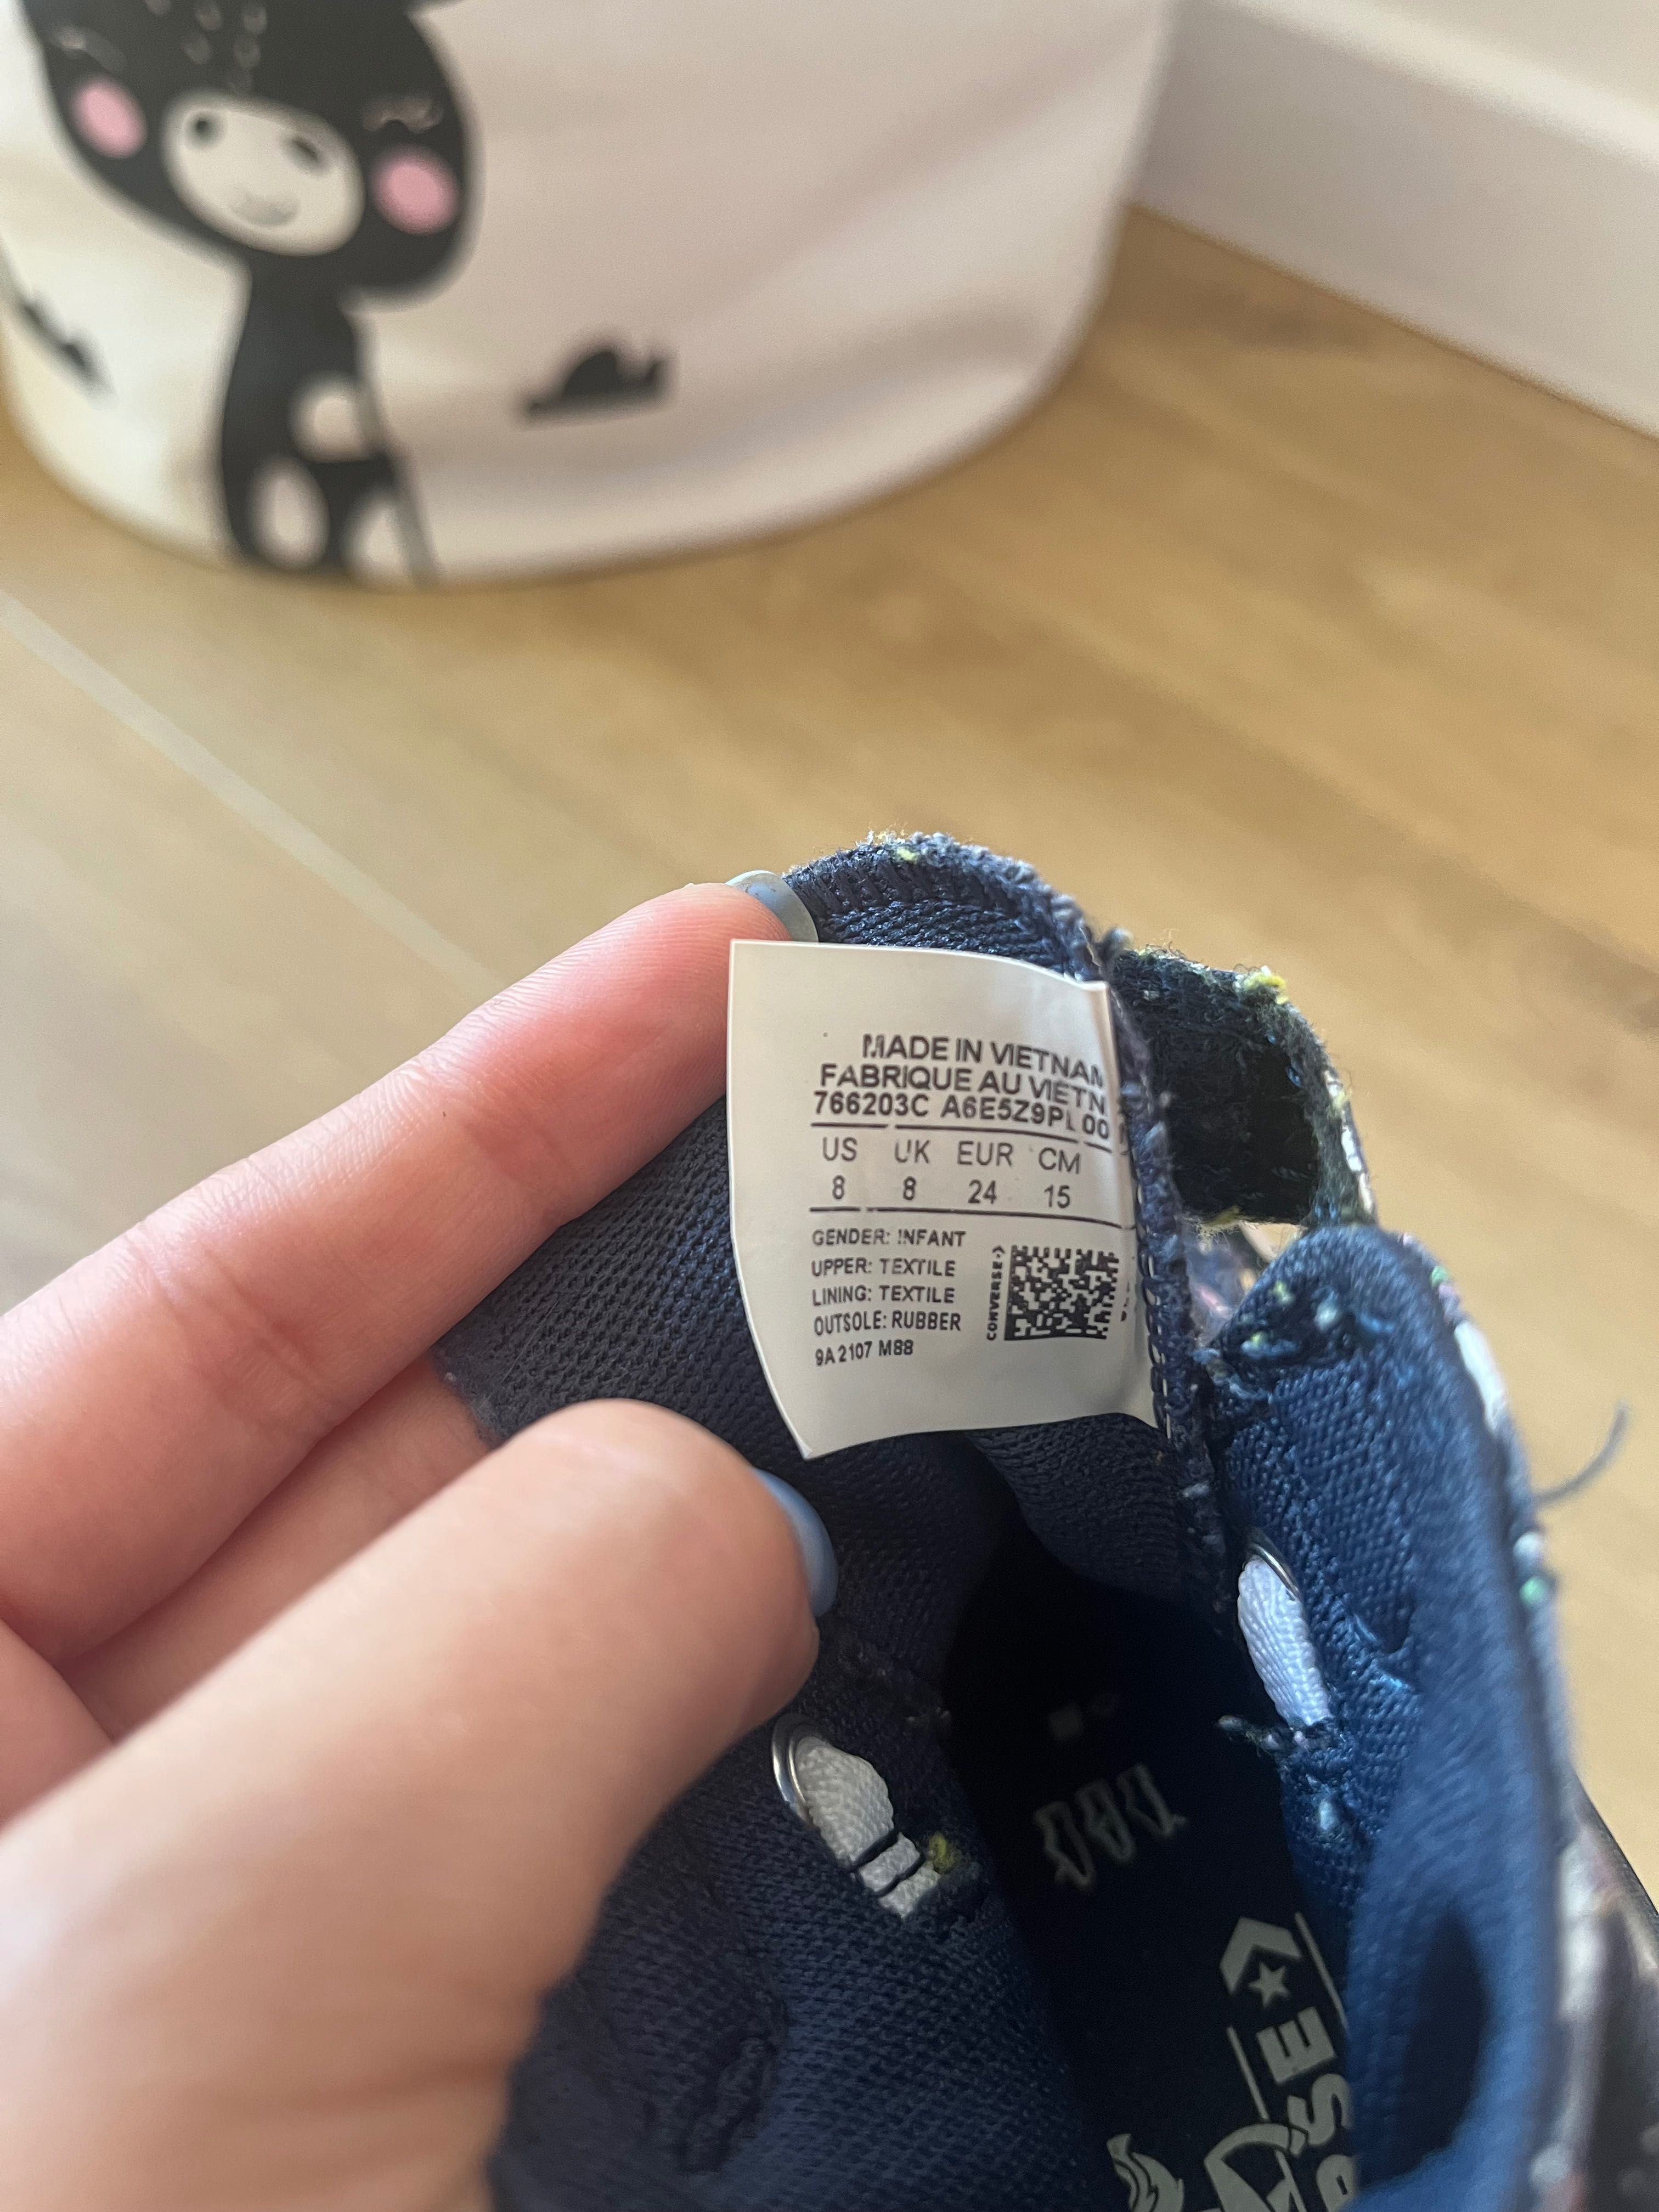 MADE IN VIETNAM
FABRIQUE AU VIETN
766203C A6E5Z9PL 00
US UK EUR CM
8 8 24 15
GENDER: INFANT
UPPER: TEXTILE
LINING: TEXTILE
OUTSOLE: RUBBER
9A 2107 M88
CONVERSE